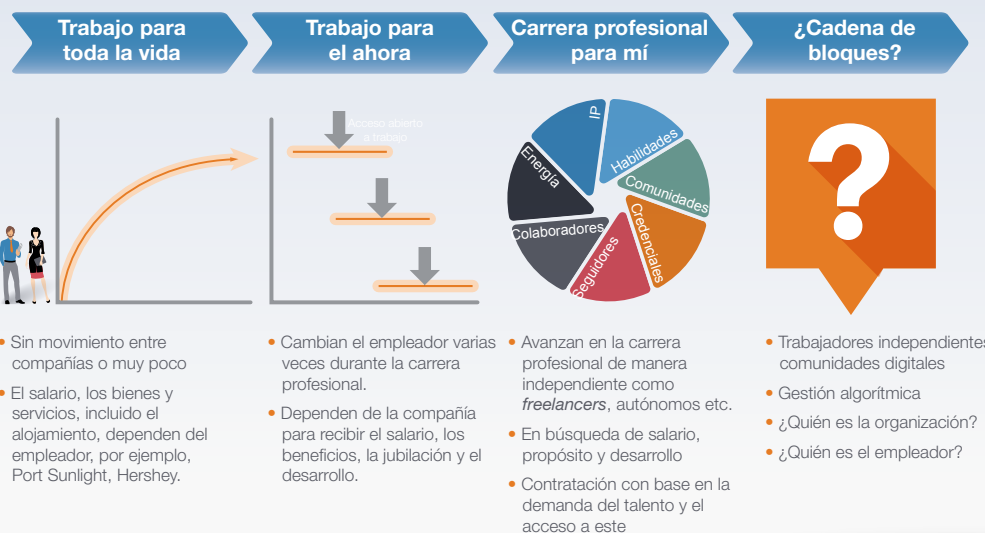 Trabajo para
toda la vida
Trabajo para
el ahora
Carrera profesional
para mí
¿Cadena de
bloques?
Acceso abierto
a trabajo
IP
Habilidades
Comunidades
Credenciales
Seguidores
Colaboradores
Energía
?
• Sin movimiento entre
compañías o muy poco
• El salario, los bienes y
servicios, incluido el
alojamiento, dependen del
empleador, por ejemplo,
Port Sunlight, Hershey.
• Cambian el empleador varias
veces durante la carrera
profesional.
• Dependen de la compañía
para recibir el salario, los
beneficios, la jubilación y el
desarrollo.
• Avanzan en la carrera
profesional de manera
independiente como
freelancers, autónomos etc.
• En búsqueda de salario,
propósito y desarrollo
• Contratación con base en la
demanda del talento y el
acceso a este
• Trabajadores independientes
comunidades digitales
• Gestión algorítmica
• ¿Quién es la organización?
• ¿Quién es el empleador?